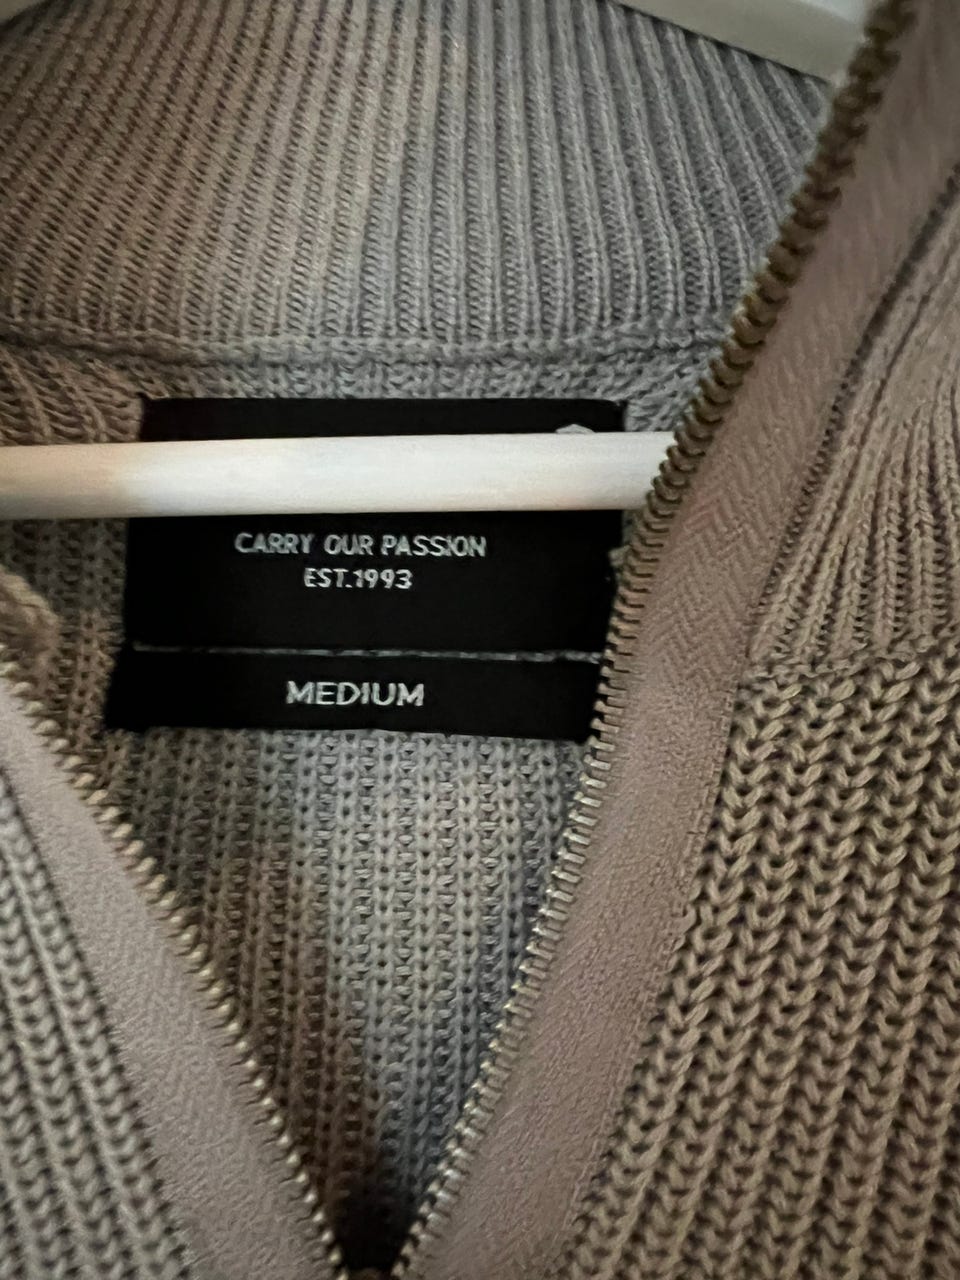 CARRY OUR PASSION
EST.1993
MEDIUM